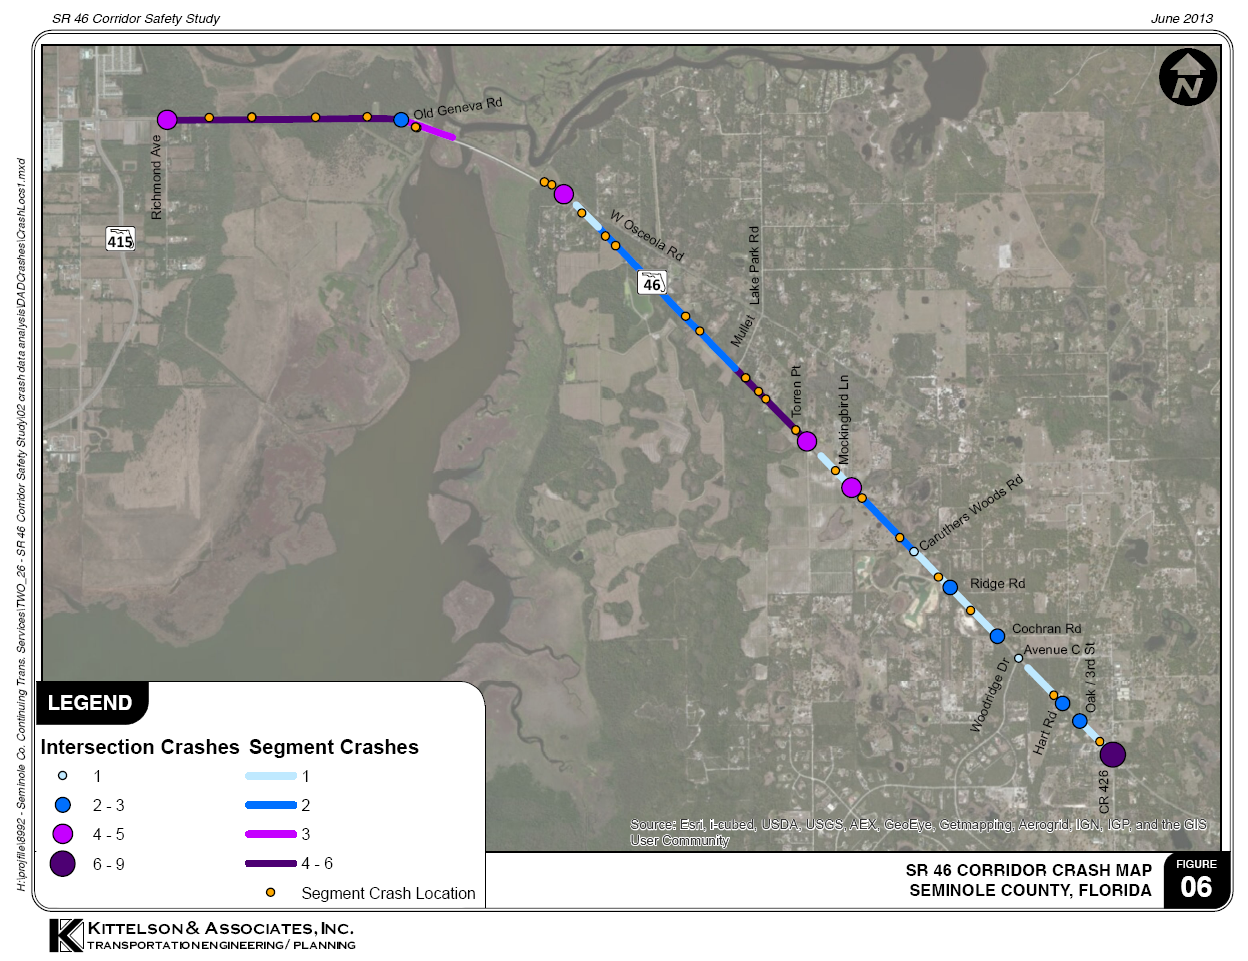 SR 46 Corridor Safety Study
June 2013
N
Old Geneva Rd
Richmond Ave
415
W Osceola Rd
46
Mullet Lake Park Rd
Torren Pt
Mockingbird Ln
Caruthers Woods Rd
Ridge Rd
Cochran Rd
Avenue C
Woodridge Dr
Oak / 3rd St
Hart Rd
CR 426
H:\projfile\8992 - Seminole Co. Continuing Trans. Services\TWO_26 - SR 46 Corridor Safety Study\02 crash data analysis\DADCrashes\CrashLocs1.mxd
LEGEND
Intersection Crashes Segment Crashes
1 1
2 - 3 2
4 - 5 3
6 - 9 4 - 6
Segment Crash Location
Source: Esri, i-cubed, USDA, USGS, AEX, GeoEye, Getmapping, Aerogrid, IGN, IGP, and the GIS
User Community
SR 46 CORRIDOR CRASH MAP
SEMINOLE COUNTY, FLORIDA
FIGURE
06
KITTELSON & ASSOCIATES, INC.
TRANSPORTATION ENGINEERING / PLANNING